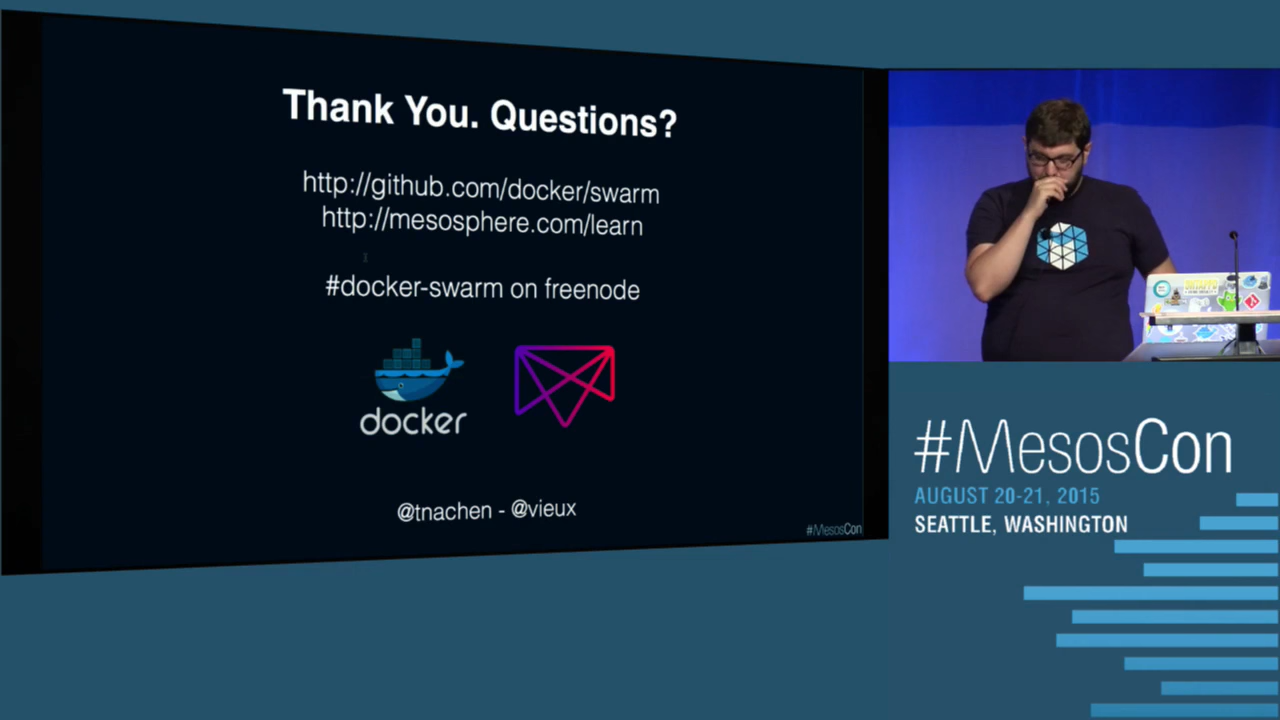 Thank You. Questions?
http://github.com/docker/swarm
http://mesosphere.com/learn
#docker-swarm on freenode
docker
@tnachen - @vieux
#MesosCon
#MesosCon
AUGUST 20-21, 2015
SEATTLE, WASHINGTON